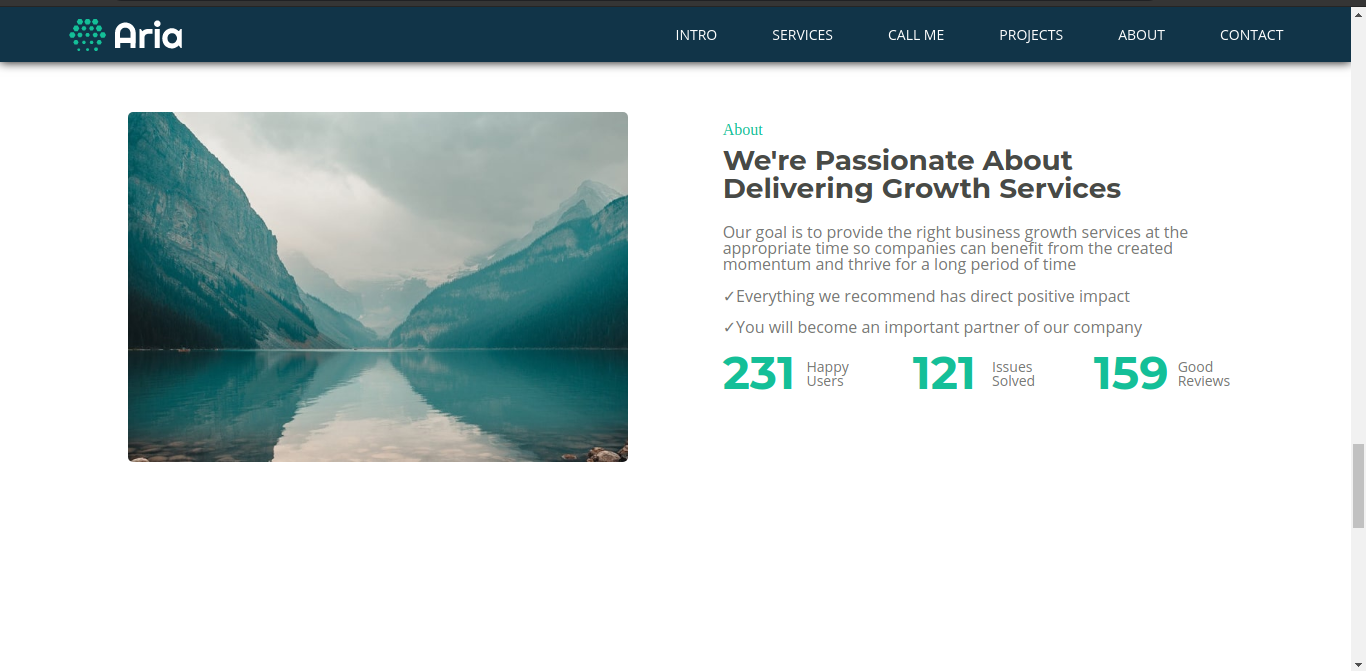 Aria
INTRO SERVICES CALL ME PROJECTS ABOUT CONTACT
About
We're Passionate About
Delivering Growth Services
Our goal is to provide the right business growth services at the
appropriate time so companies can benefit from the created
momentum and thrive for a long period of time
✓Everything we recommend has direct positive impact
✓You will become an important partner of our company
231 Happy Users
121 Issues Solved
159 Good Reviews